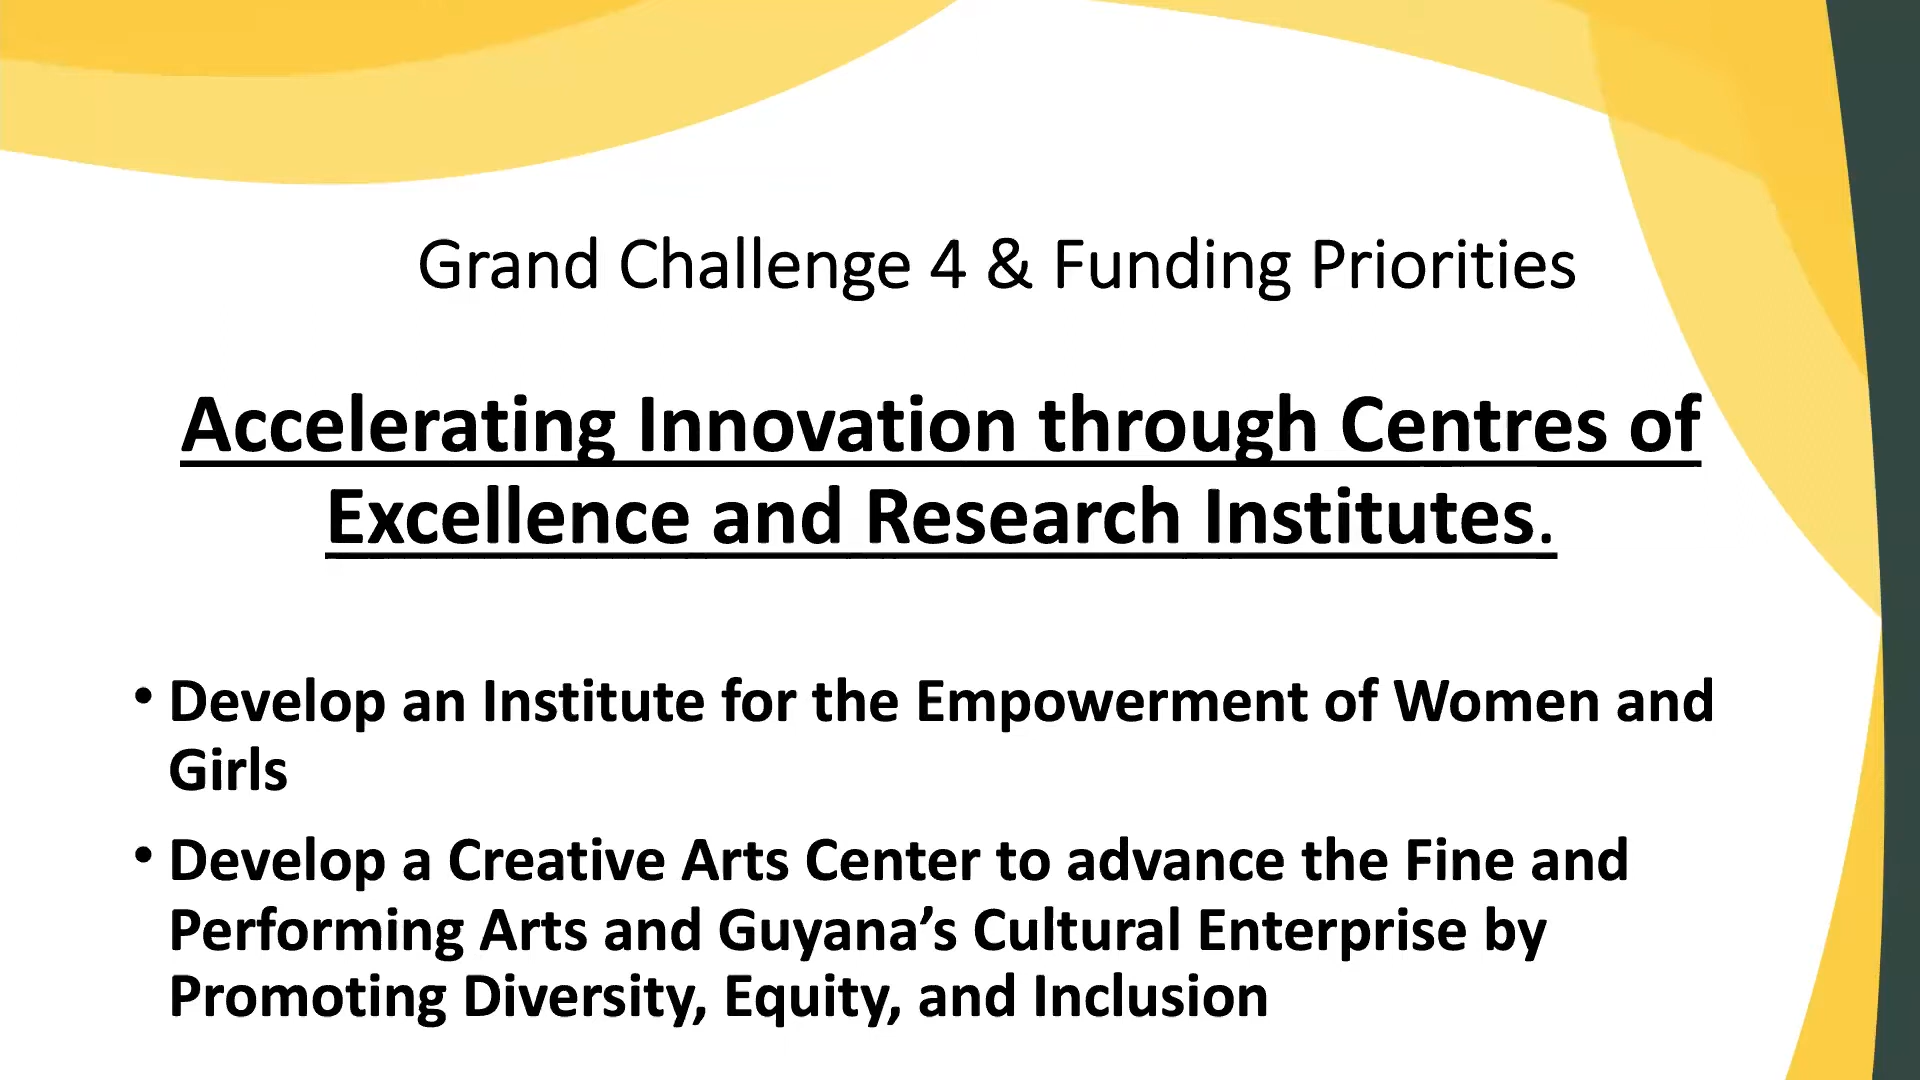 Grand Challenge 4 & Funding Priorities
Accelerating Innovation through Centres of
Excellence and Research Institutes.
• Develop an Institute for the Empowerment of Women and
Girls
• Develop a Creative Arts Center to advance the Fine and
Performing Arts and Guyana’s Cultural Enterprise by
Promoting Diversity, Equity, and Inclusion